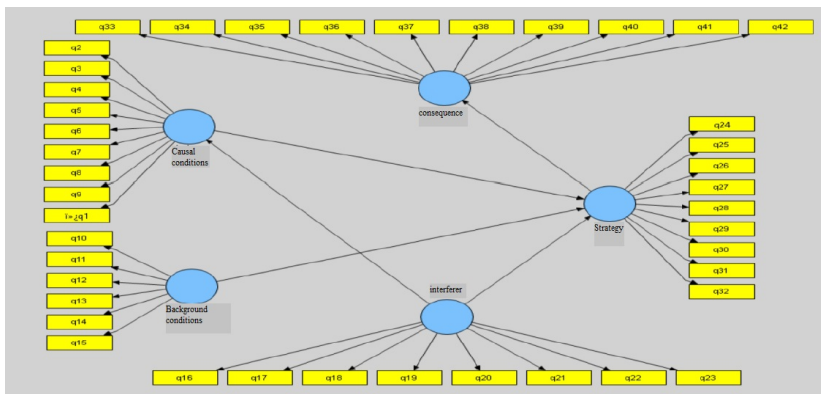 q33 q34 q35 q36 q37 q38 q39 q40 q41 q42
q2
q3
q4
q5
q6
q7
q8
q9
ï»¿q1
Causal
conditions
consequence
q24
q25
q26
q27
q28
q29
q30
q31
q32
Strategy
q10
q11
q12
q13
q14
q15
Background
conditions
interferer
q16 q17 q18 q19 q20 q21 q22 q23